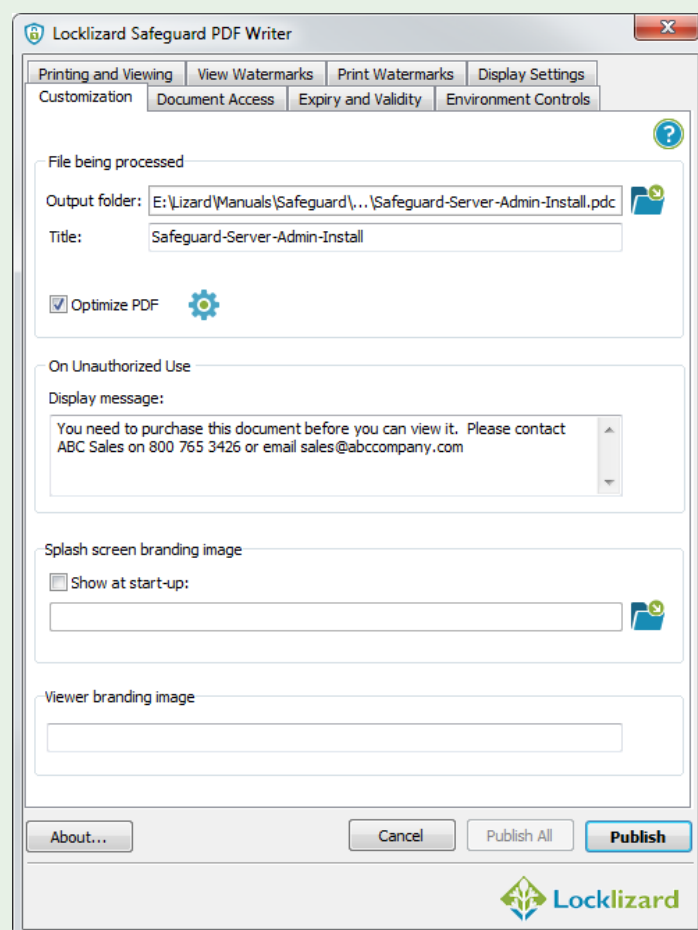 Locklizard Safeguard PDF Writer
x
Printing and Viewing View Watermarks Print Watermarks Display Settings
Customization Document Access Expiry and Validity Environment Controls
?
File being processed
Output folder: E:\Lizard\Manuals\Safeguard\...\Safeguard-Server-Admin-Install.pdc
Title: Safeguard-Server-Admin-Install
Optimize PDF
On Unauthorized Use
Display message:
You need to purchase this document before you can view it. Please contact
ABC Sales on 800 765 3426 or email sales@abccompany.com
Splash screen branding image
Show at start-up:
Viewer branding image
About... Cancel Publish All Publish
Locklizard